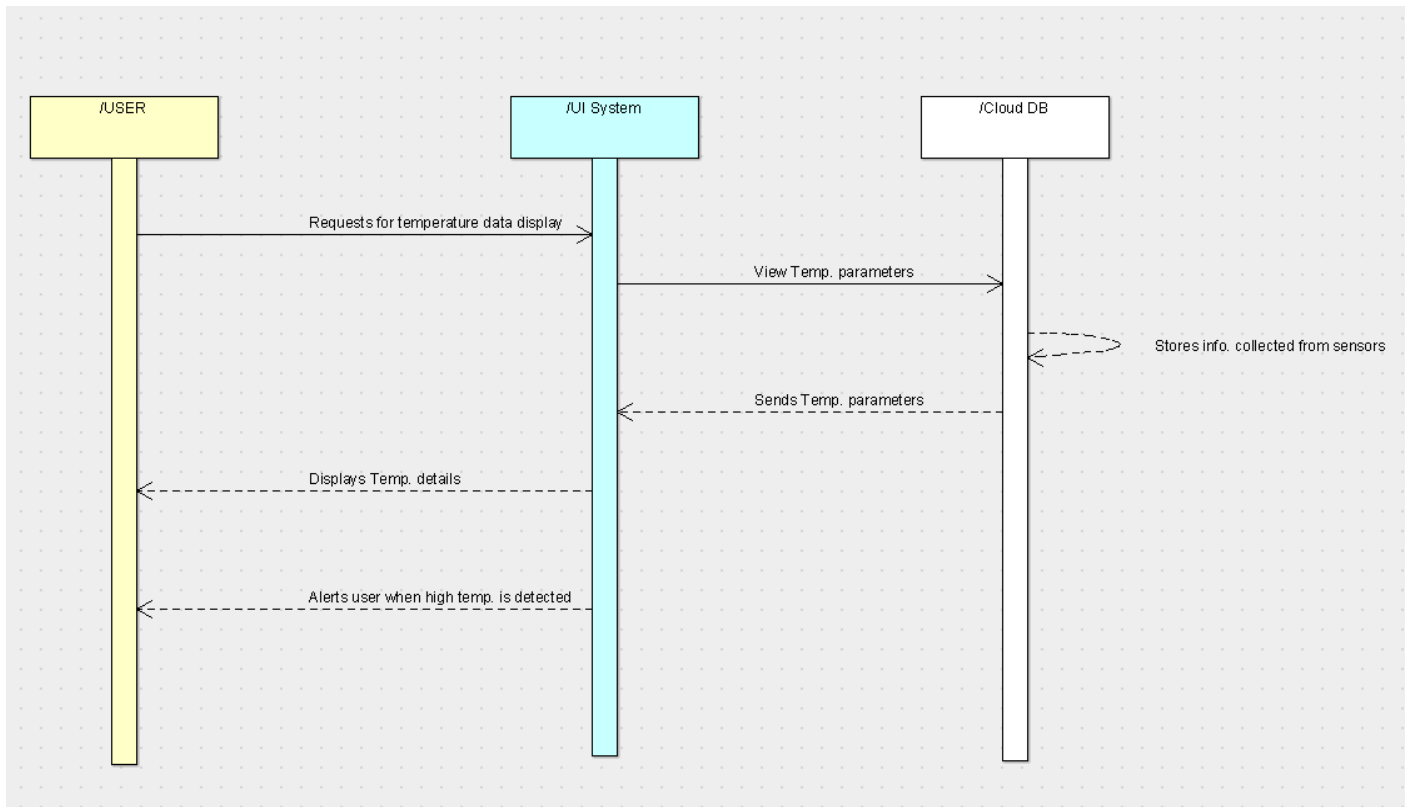 /USER
/UI System
/Cloud DB
Requests for temperature data display
View Temp. parameters
Stores info. collected from sensors
Sends Temp. parameters
Displays Temp. details
Alerts user when high temp. is detected